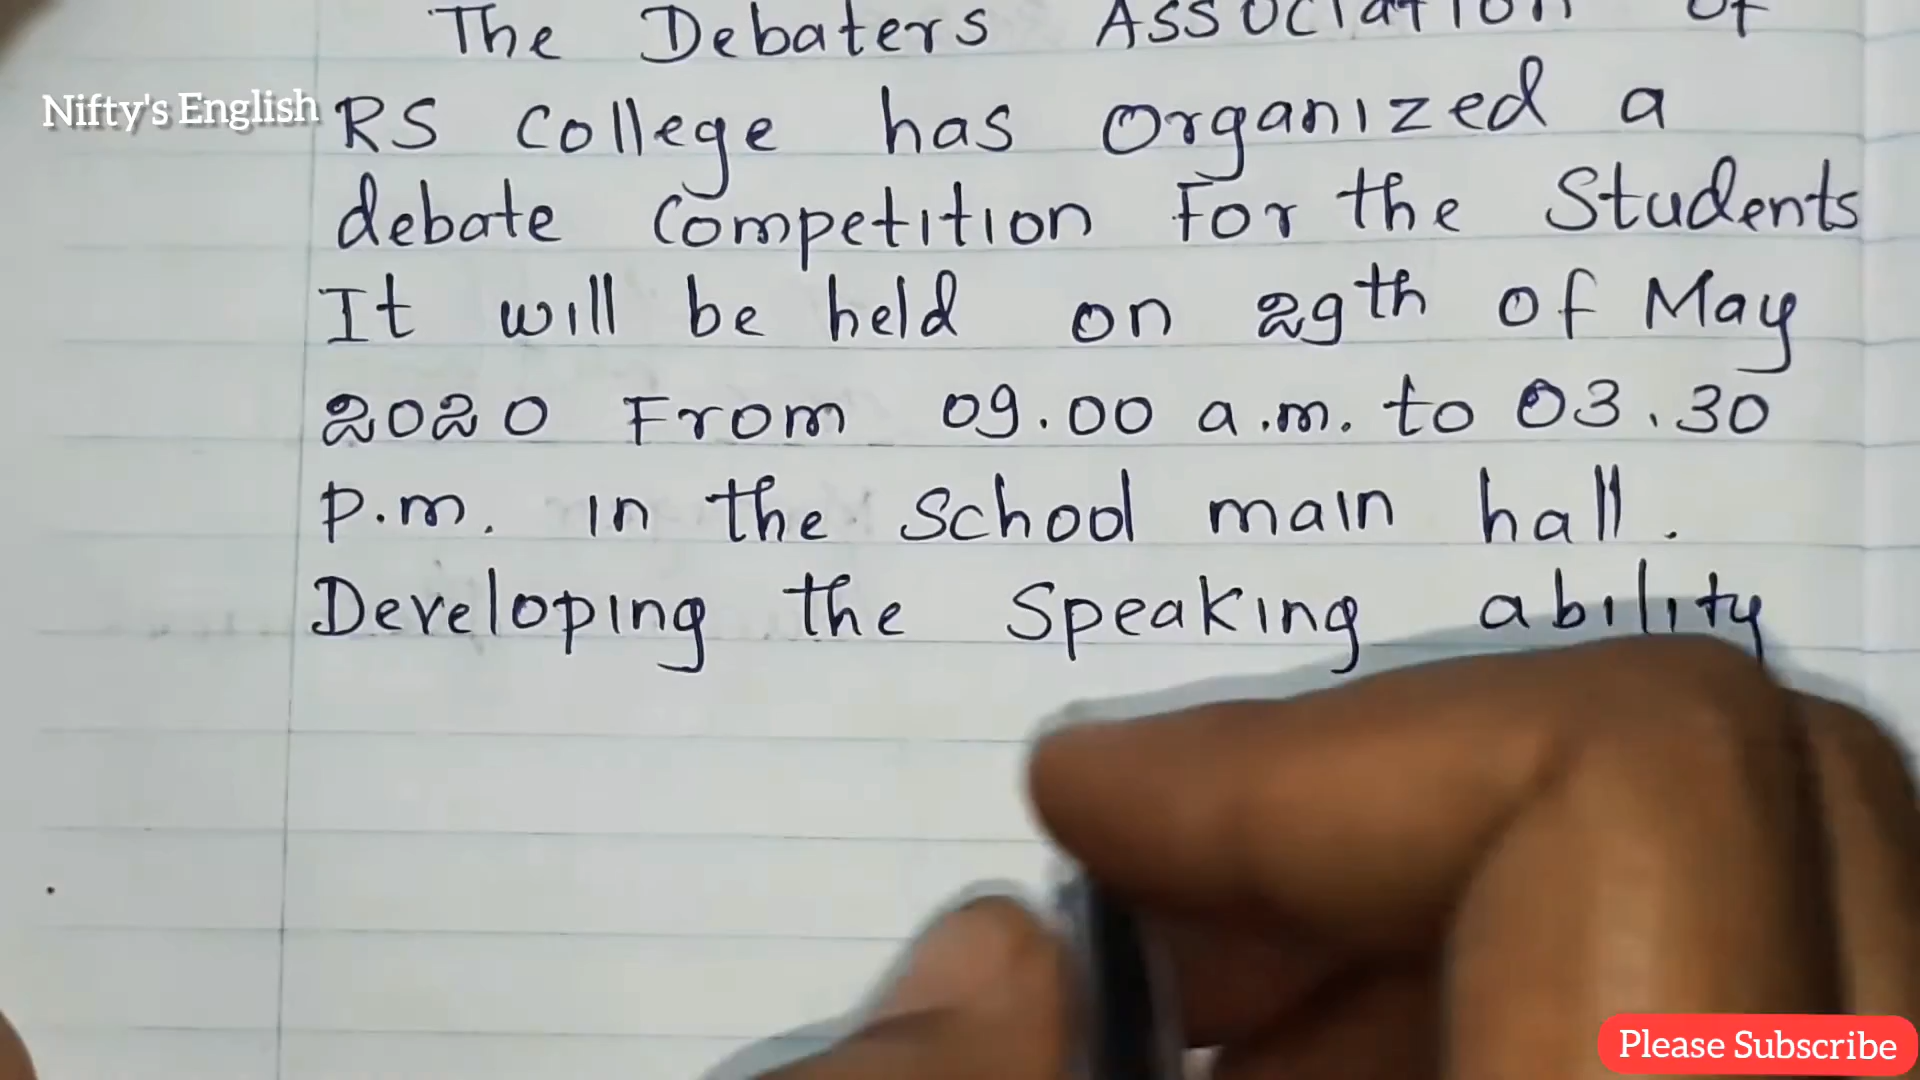 The Debaters Association of
Nifty's English
RS College has Organized a
debate Competition For the Students
It will be held on 29th of May
2020 From 09.00 a.m. to 03.30
P.m. in the School main hall.
Developing the Speaking ability
Please Subscribe